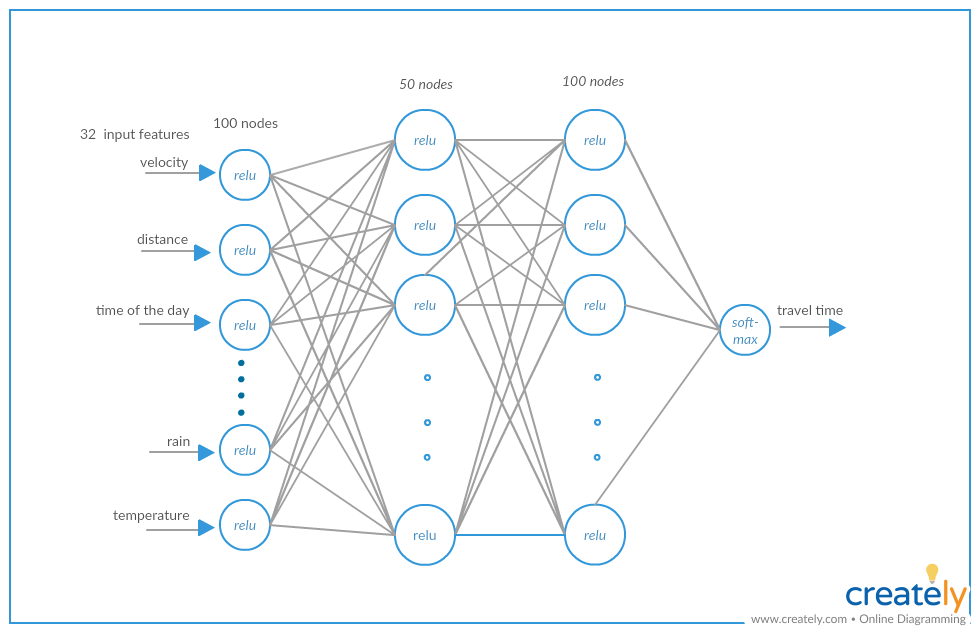 50 nodes
100 nodes
100 nodes
32 input features
velocity
relu
relu
relu
distance
relu
relu
relu
time of the day
relu
relu
relu
soft-
max
travel time
rain
relu
temperature
relu
relu
relu
creately
www.creately.com • Online Diagramming